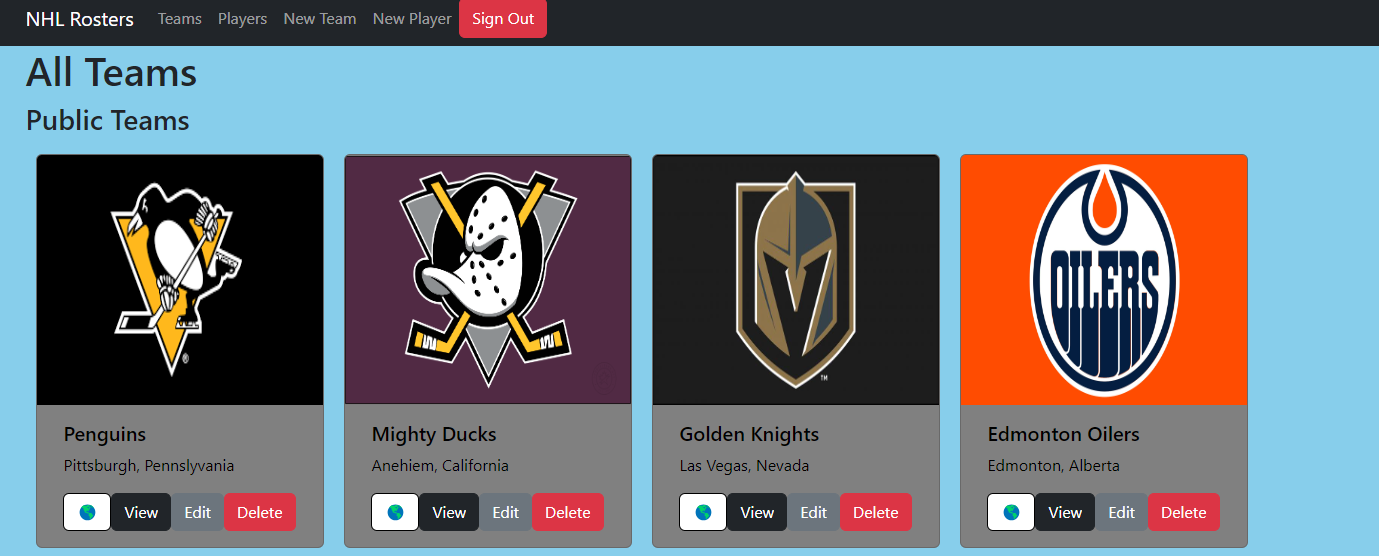 NHL Rosters Teams Players New Team New Player Sign Out
All Teams
Public Teams
OILERS
TM
®
Penguins
Pittsburgh, Pennslyvania
View Edit Delete
Mighty Ducks
Anehiem, California
View Edit Delete
Golden Knights
Las Vegas, Nevada
View Edit Delete
Edmonton Oilers
Edmonton, Alberta
View Edit Delete